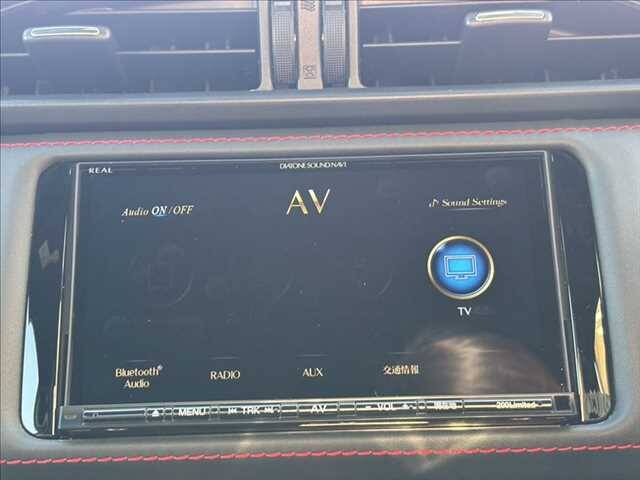 REAL
DIATONE SOUND NAVI
Audio ON/OFF
AV
Sound Settings
TV
Bluetooth® Audio
RADIO
AUX
交通情報
MENU
TRK
AV
- VOL
200Limited